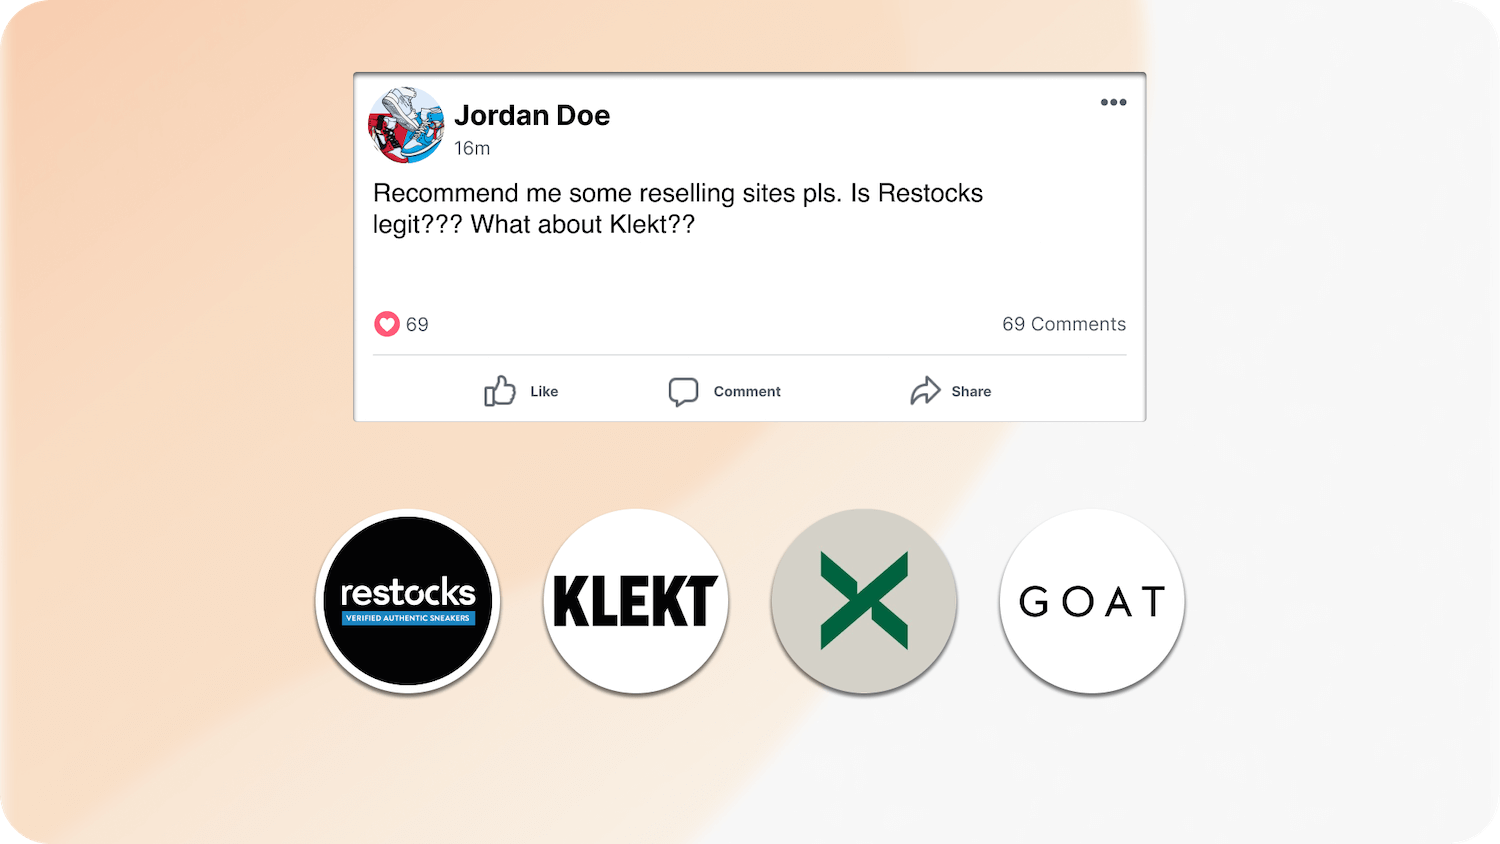 Jordan Doe
16m
Recommend me some reselling sites pls. Is Restocks
legit??? What about Klekt??
69
69 Comments
Like
Comment
Share
restocks
VERIFIED AUTHENTIC SNEAKERS
KLEKT
GOAT